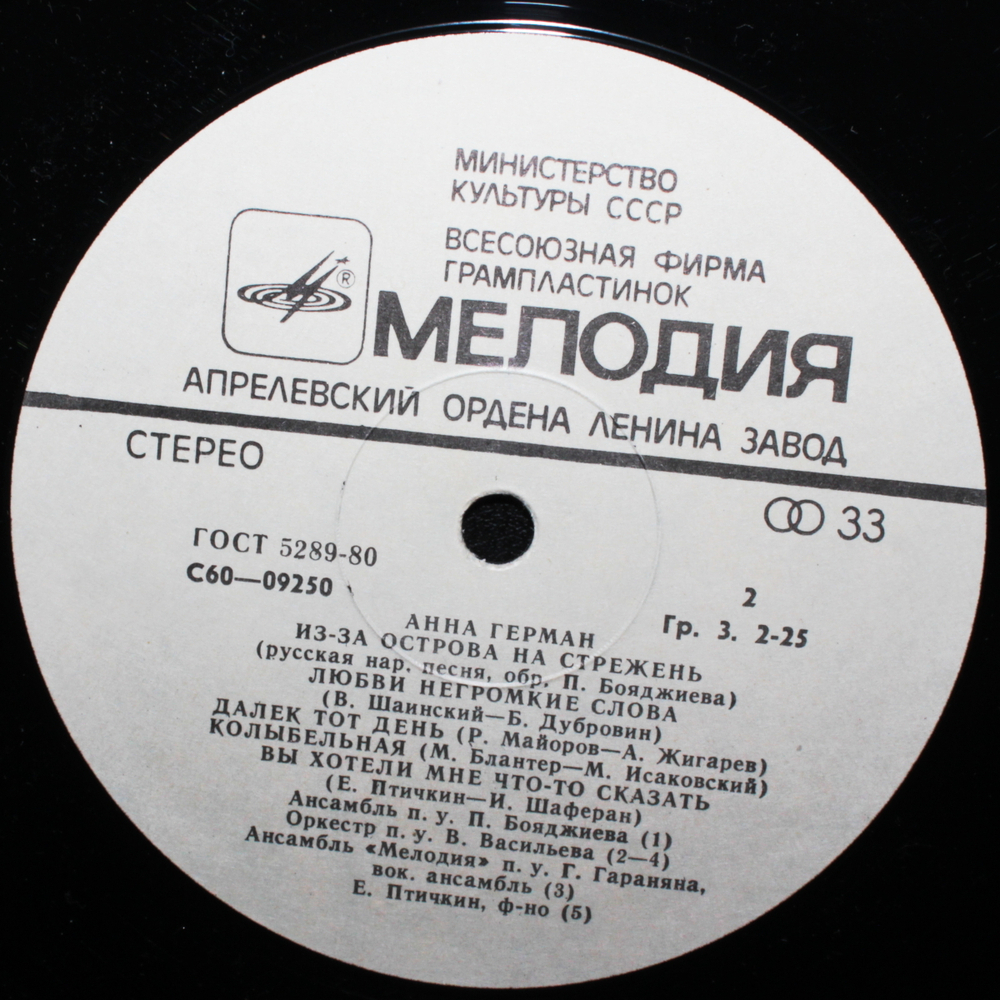 МИНИСТЕРСТВО
КУЛЬТУРЫ СССР
ВСЕСОЮЗНАЯ ФИРМА
ГРАМПЛАСТИНОК
®
МЕЛОДИЯ
АПРЕЛЕВСКИЙ ОРДЕНА ЛЕНИНА ЗАВОД
СТЕРЕО
33
ГОСТ 5289-80
С60—09250
2
Гр. 3. 2-25
АННА ГЕРМАН
ИЗ-ЗА ОСТРОВА НА СТРЕЖЕНЬ
(русская нар. песня, обр. П. Бояджиева)
ЛЮБВИ НЕГРОМКИЕ СЛОВА
(В. Шаинский—Б. Дубровин)
ДАЛЕК ТОТ ДЕНЬ (Р. Майоров—А. Жигарев)
КОЛЫБЕЛЬНАЯ (М. Блантер—М. Исаковский)
ВЫ ХОТЕЛИ МНЕ ЧТО-ТО СКАЗАТЬ
(Е. Птичкин—И. Шаферан)
Ансамбль п. у. П. Бояджиева (1)
Оркестр п. у. В. Васильева (2—4)
Ансамбль «Мелодия» п. у. Г. Гараняна,
вок. ансамбль (3)
Е. Птичкин, ф-но (5)